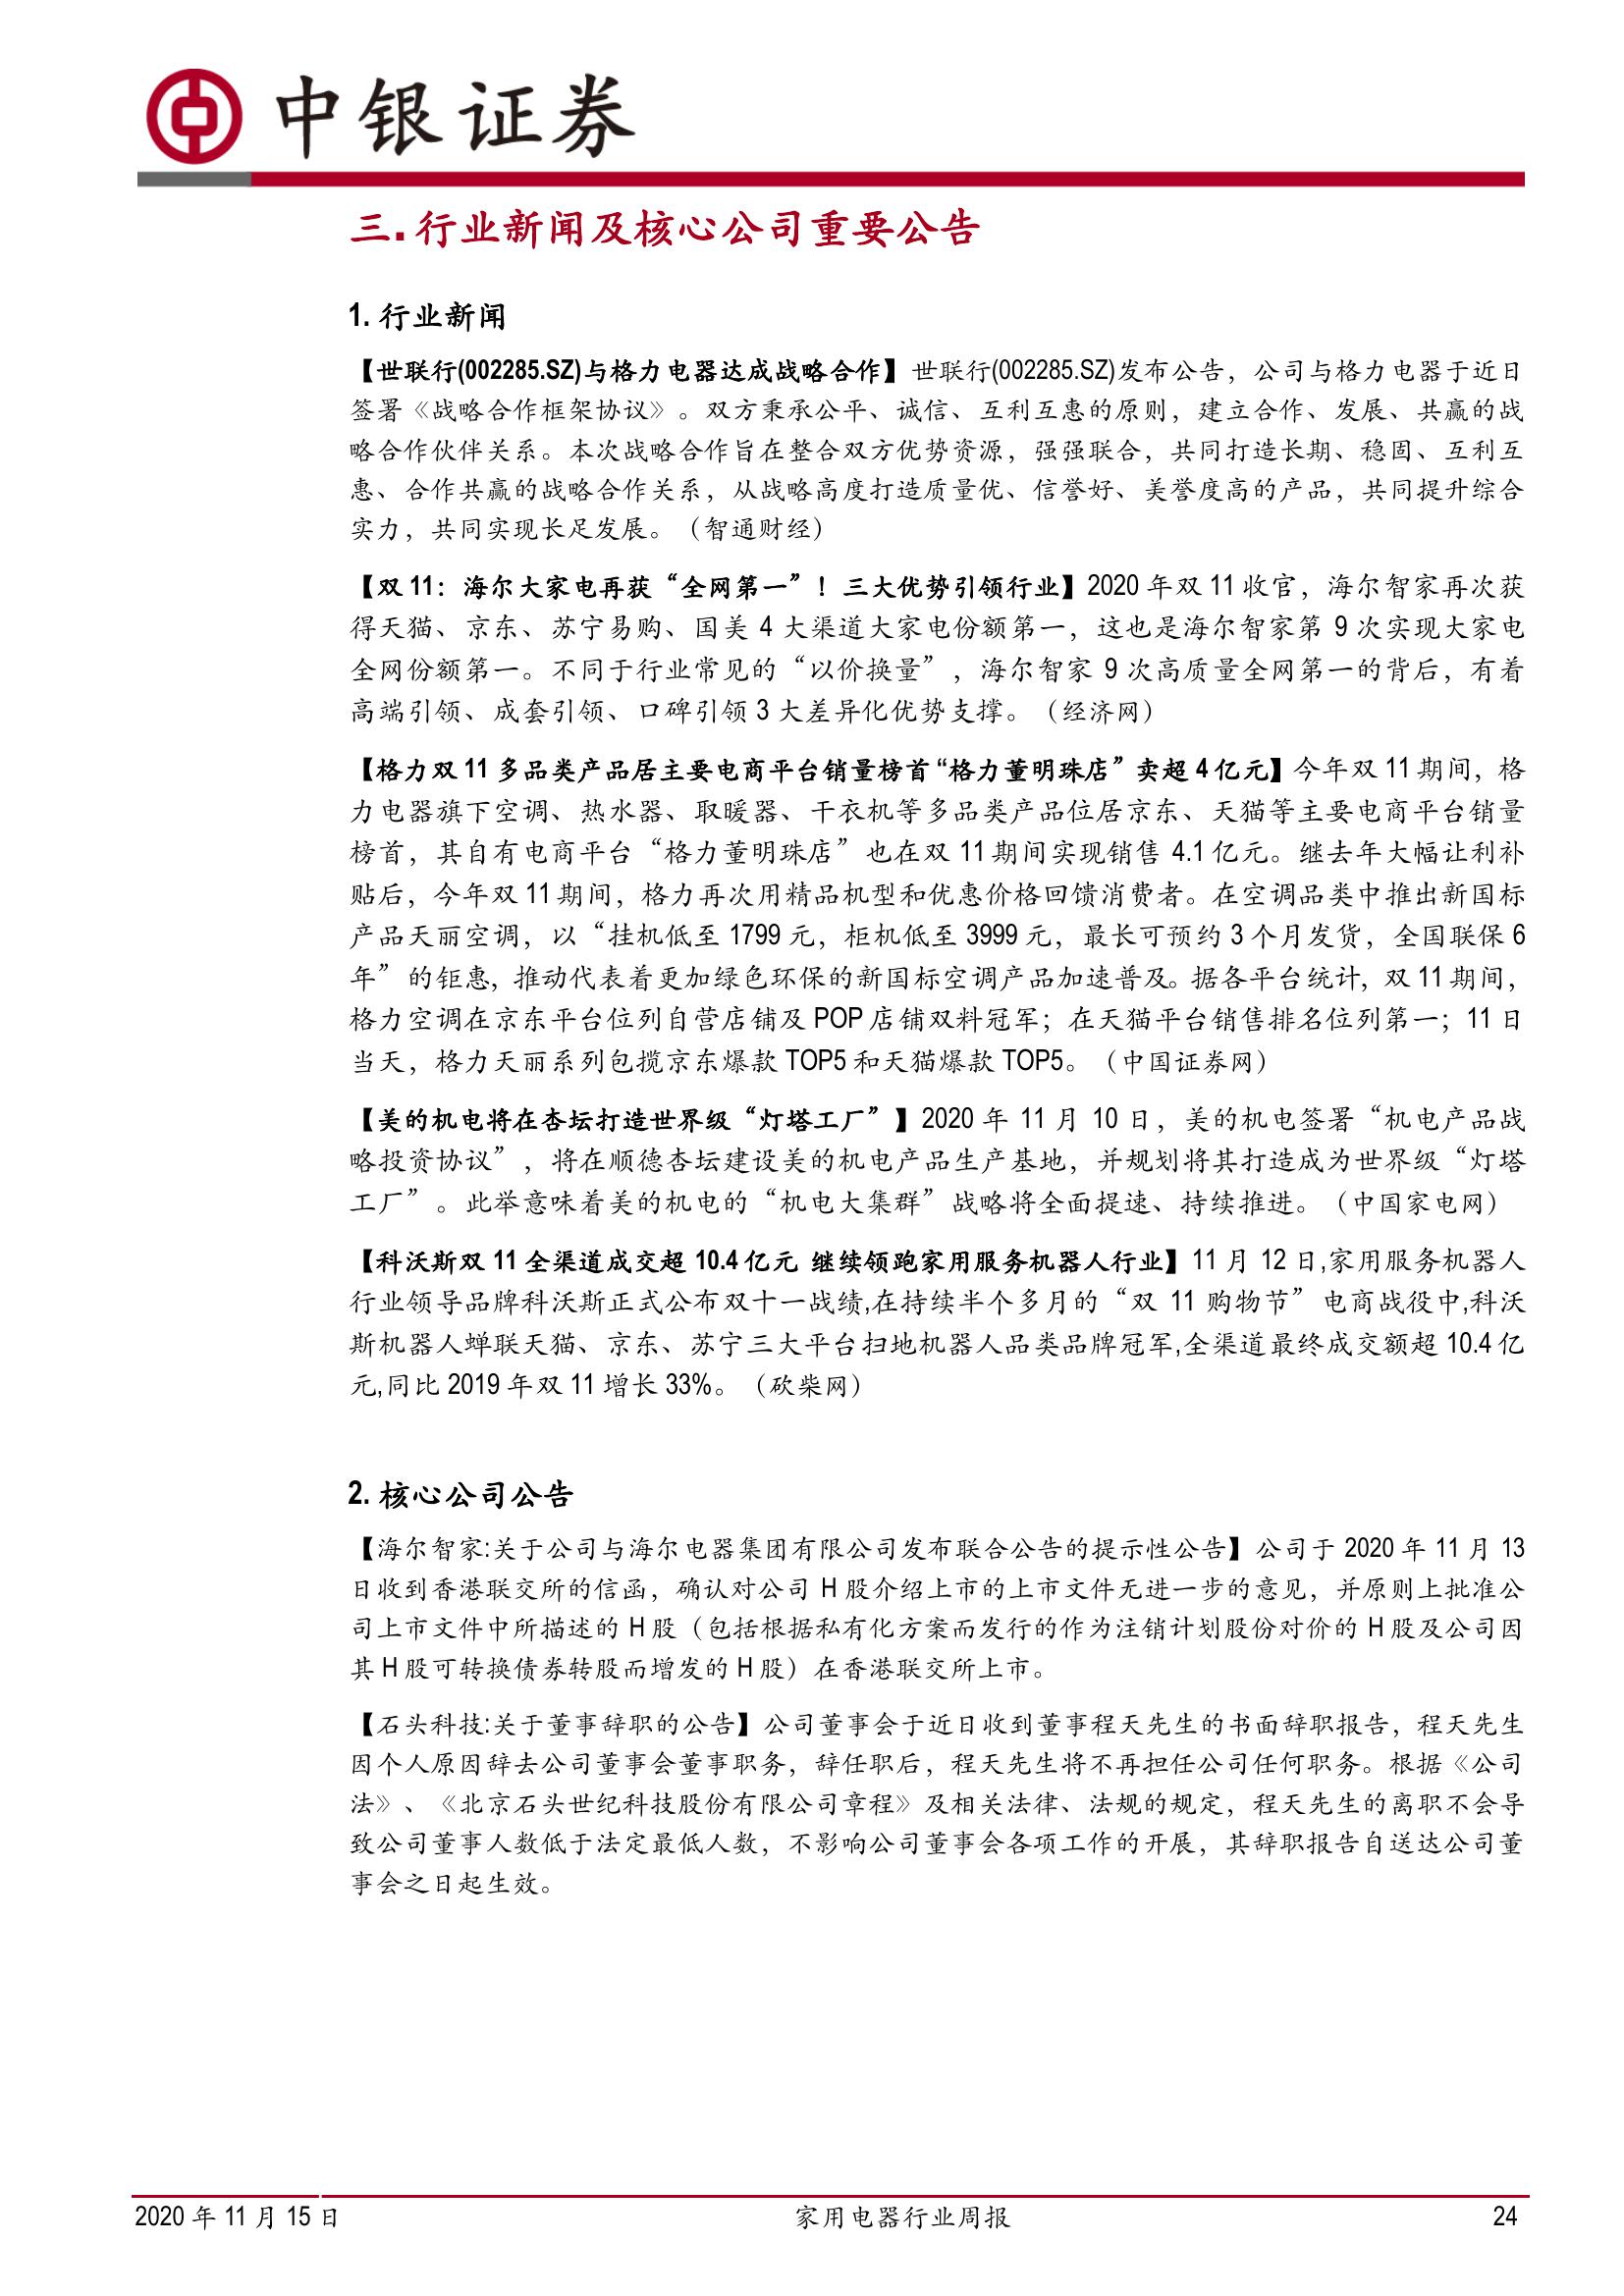 中银证券
三. 行业新闻及核心公司重要公告
1. 行业新闻
【世联行(002285.SZ)与格力电器达成战略合作】世联行(002285.SZ)发布公告，公司与格力电器于近日
签署《战略合作框架协议》。双方秉承公平、诚信、互利互惠的原则，建立合作、发展、共赢的战
略合作伙伴关系。本次战略合作旨在整合双方优势资源，强强联合，共同打造长期、稳固、互利互
惠、合作共赢的战略合作关系，从战略高度打造质量优、信誉好、美誉度高的产品，共同提升综合
实力，共同实现长足发展。（智通财经）
【双 11：海尔大家电再获“全网第一”！三大优势引领行业】2020 年双 11 收官，海尔智家再次获
得天猫、京东、苏宁易购、国美 4 大渠道大家电份额第一，这也是海尔智家第 9 次实现大家电
全网份额第一。不同于行业常见的“以价换量”，海尔智家 9 次高质量全网第一的背后，有着
高端引领、成套引领、口碑引领 3 大差异化优势支撑。（经济网）
【格力双 11 多品类产品居主要电商平台销量榜首“格力董明珠店”卖超 4 亿元】今年双 11 期间，格
力电器旗下空调、热水器、取暖器、干衣机等多品类产品位居京东、天猫等主要电商平台销量
榜首，其自有电商平台“格力董明珠店”也在双 11 期间实现销售 4.1 亿元。继去年大幅让利补
贴后，今年双 11 期间，格力再次用精品机型和优惠价格回馈消费者。在空调品类中推出新国标
产品天丽空调，以“挂机低至 1799 元，柜机低至 3999 元，最长可预约 3 个月发货，全国联保 6
年”的钜惠，推动代表着更加绿色环保的新国标空调产品加速普及。据各平台统计，双 11 期间，
格力空调在京东平台位列自营店铺及 POP 店铺双料冠军；在天猫平台销售排名位列第一；11 日
当天，格力天丽系列包揽京东爆款 TOP5 和天猫爆款 TOP5。（中国证券网）
【美的机电将在杏坛打造世界级“灯塔工厂”】2020 年 11 月 10 日，美的机电签署“机电产品战
略投资协议”，将在顺德杏坛建设美的机电产品生产基地，并规划将其打造成为世界级“灯塔
工厂”。此举意味着美的机电的“机电大集群”战略将全面提速、持续推进。（中国家电网）
【科沃斯双 11 全渠道成交超 10.4 亿元 继续领跑家用服务机器人行业】11 月 12 日,家用服务机器人
行业领导品牌科沃斯正式公布双十一战绩,在持续半个多月的“双 11 购物节”电商战役中,科沃
斯机器人蝉联天猫、京东、苏宁三大平台扫地机器人品类品牌冠军,全渠道最终成交额超 10.4 亿
元,同比 2019 年双 11 增长 33%。（砍柴网）
2. 核心公司公告
【海尔智家:关于公司与海尔电器集团有限公司发布联合公告的提示性公告】公司于 2020 年 11 月 13
日收到香港联交所的信函，确认对公司 H 股介绍上市的上市文件无进一步的意见，并原则上批准公
司上市文件中所描述的 H 股（包括根据私有化方案而发行的作为注销计划股份对价的 H 股及公司因
其 H 股可转换债券转股而增发的 H 股）在香港联交所上市。
【石头科技:关于董事辞职的公告】公司董事会于近日收到董事程天先生的书面辞职报告，程天先生
因个人原因辞去公司董事会董事职务，辞任职后，程天先生将不再担任公司任何职务。根据《公司
法》、《北京石头世纪科技股份有限公司章程》及相关法律、法规的规定，程天先生的离职不会导
致公司董事人数低于法定最低人数，不影响公司董事会各项工作的开展，其辞职报告自送达公司董
事会之日起生效。
2020 年 11 月 15 日 家用电器行业周报 24